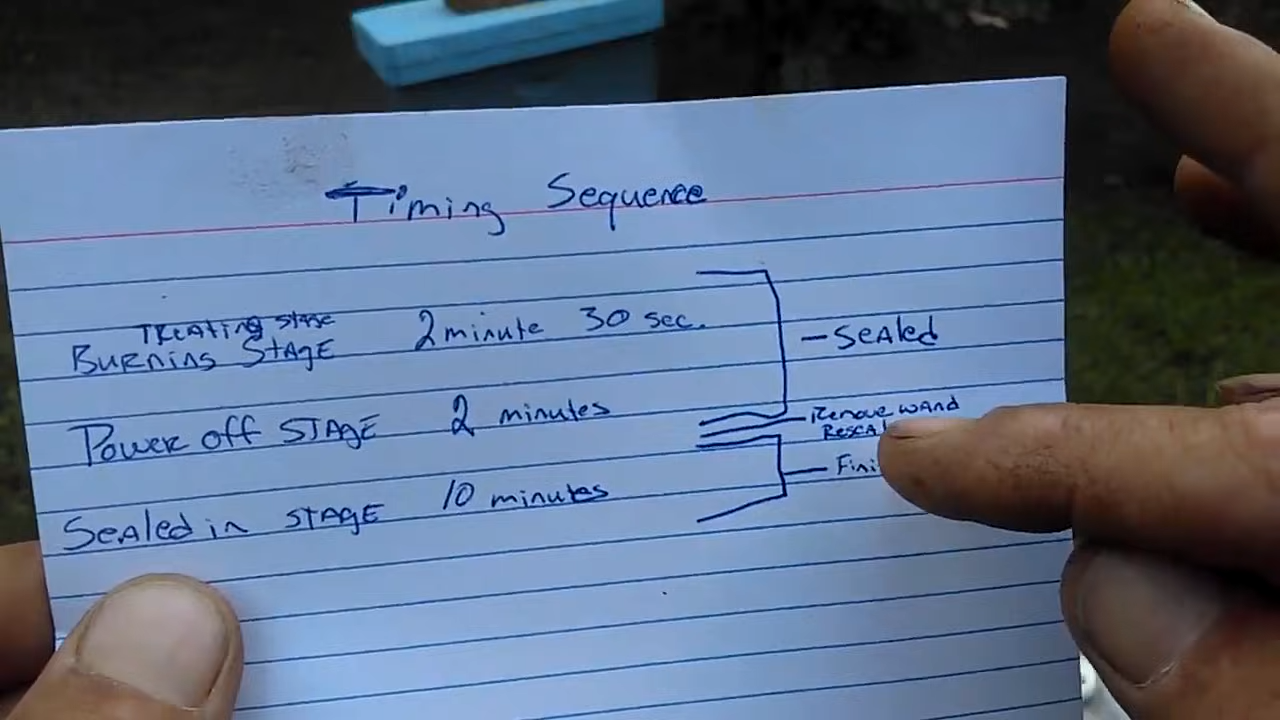 Timing Sequence
Treating Stage
Burning Stage 2 minute 30 sec.
- Sealed
Power off STAGE 2 minutes
Remove wand
Sealed in STAGE 10 minutes